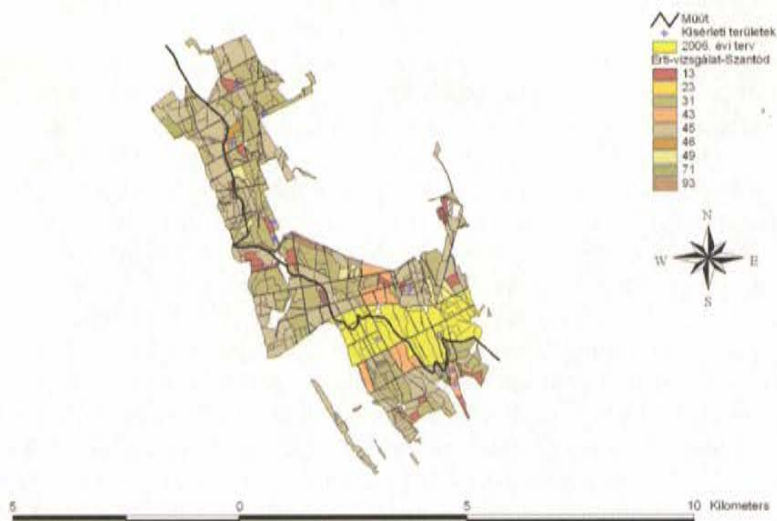 Műút
Kisérleti területek
2006. évi terv
Erti-vizsgálat-Szantód
13
23
31
43
45
46
49
71
93
N
W E
S
5 0 5 10 Kilometers